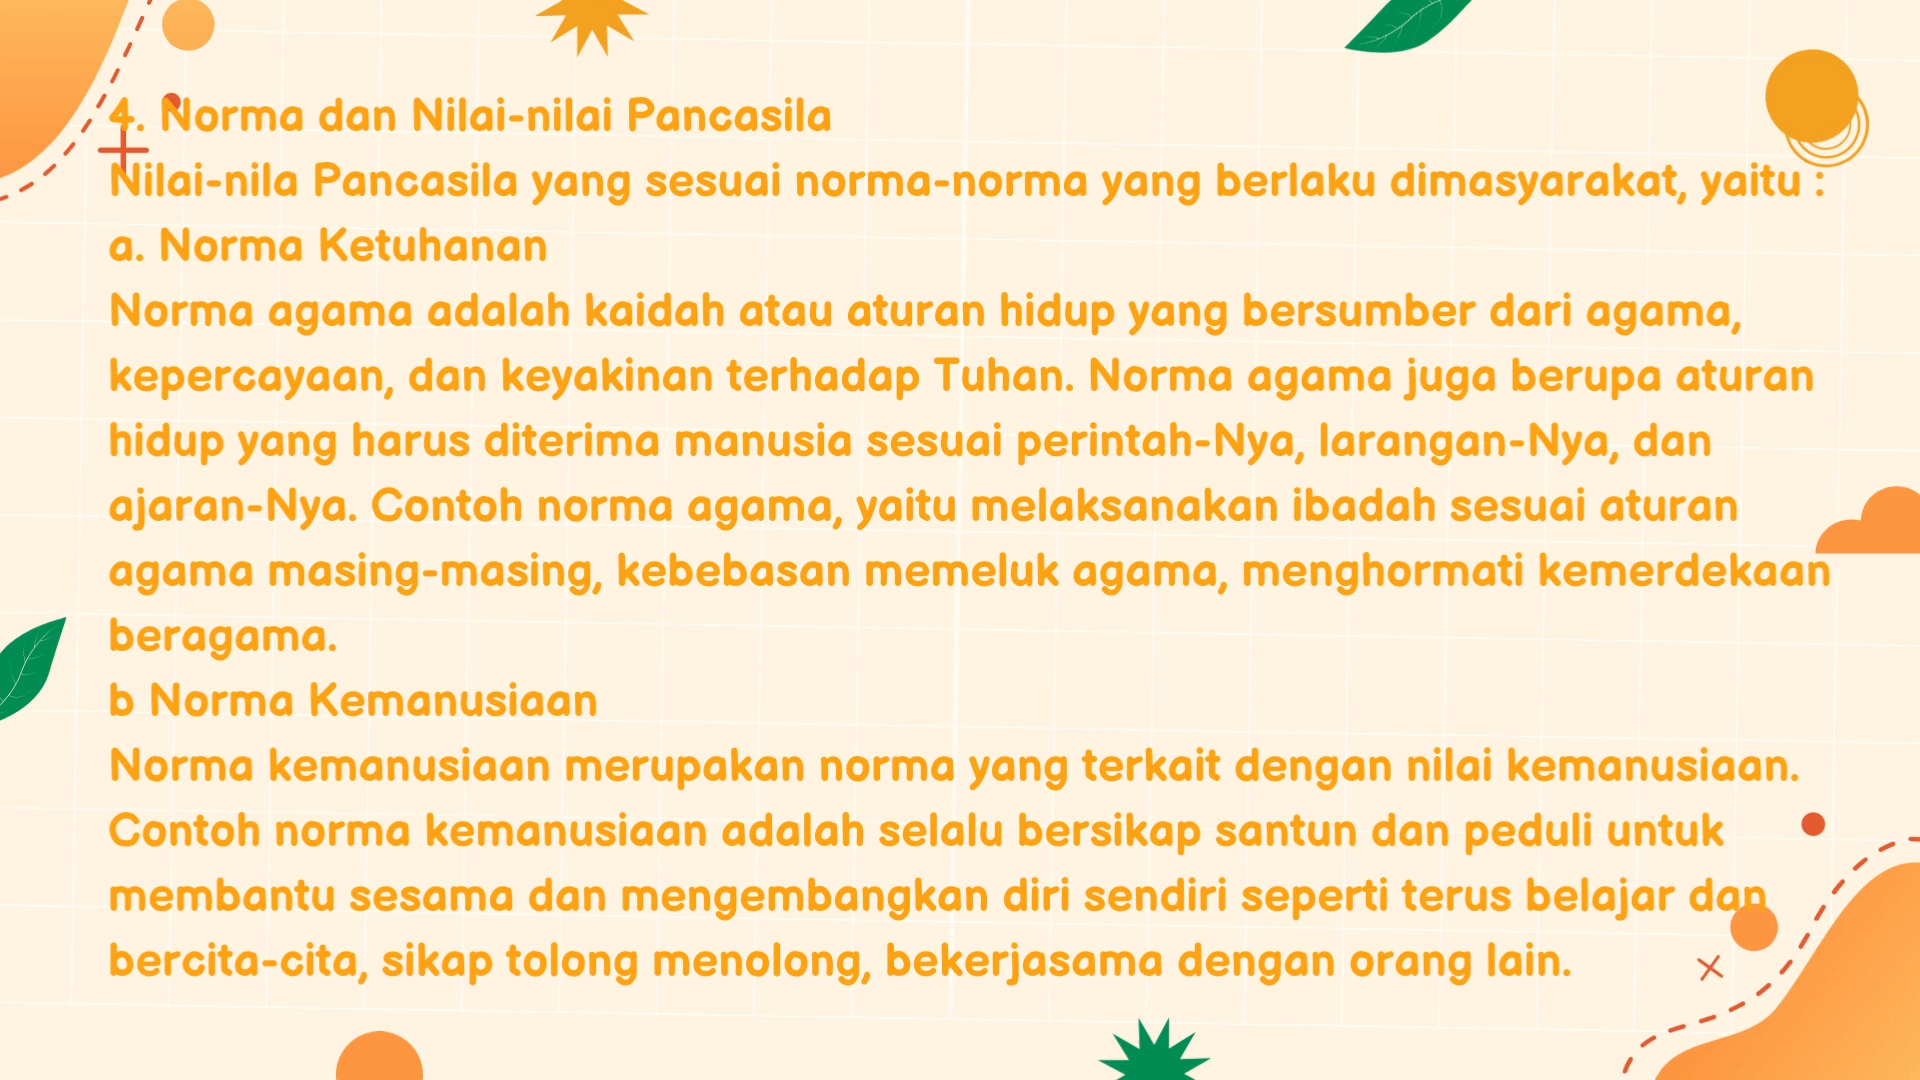 4. Norma dan Nilai-nilai Pancasila
Nilai-nila Pancasila yang sesuai norma-norma yang berlaku dimasyarakat, yaitu :
a. Norma Ketuhanan
Norma agama adalah kaidah atau aturan hidup yang bersumber dari agama,
kepercayaan, dan keyakinan terhadap Tuhan. Norma agama juga berupa aturan
hidup yang harus diterima manusia sesuai perintah-Nya, larangan-Nya, dan
ajaran-Nya. Contoh norma agama, yaitu melaksanakan ibadah sesuai aturan
agama masing-masing, kebebasan memeluk agama, menghormati kemerdekaan
beragama.
b Norma Kemanusiaan
Norma kemanusiaan merupakan norma yang terkait dengan nilai kemanusiaan.
Contoh norma kemanusiaan adalah selalu bersikap santun dan peduli untuk
membantu sesama dan mengembangkan diri sendiri seperti terus belajar dan
bercita-cita, sikap tolong menolong, bekerjasama dengan orang lain.